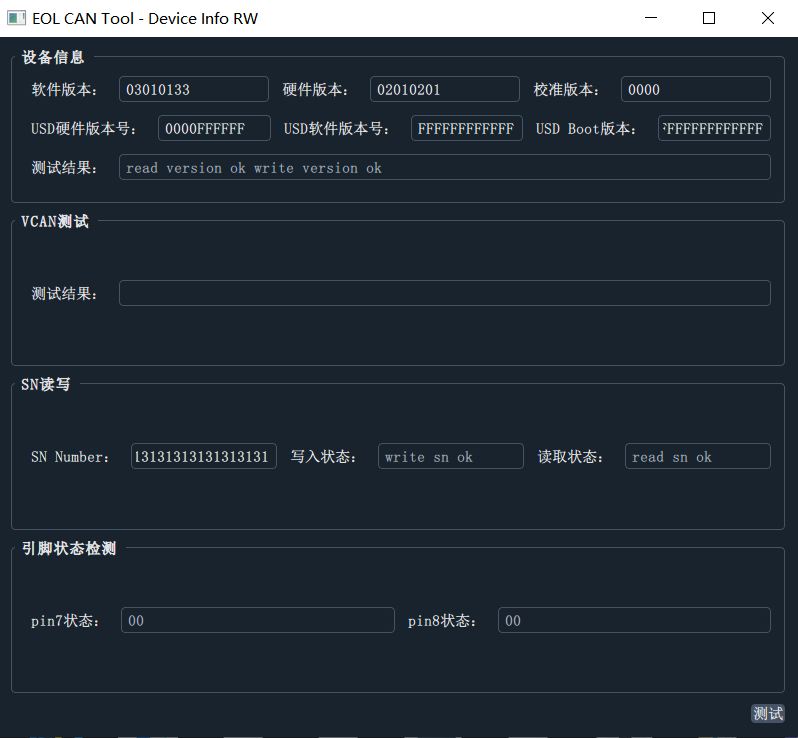 EOL CAN Tool - Device Info RW
设备信息
软件版本： 03010133 硬件版本： 02010201 校准版本： 0000
USD硬件版本号： 0000FFFFFF USD软件版本号： FFFFFFFFFFFF USD Boot版本： FFFFFFFFFFFF
测试结果： read version ok write version ok
VCAN测试
测试结果：
SN读写
SN Number： 13131313131313131 写入状态： write sn ok 读取状态： read sn ok
引脚状态检测
pin7状态： 00 pin8状态： 00
测试